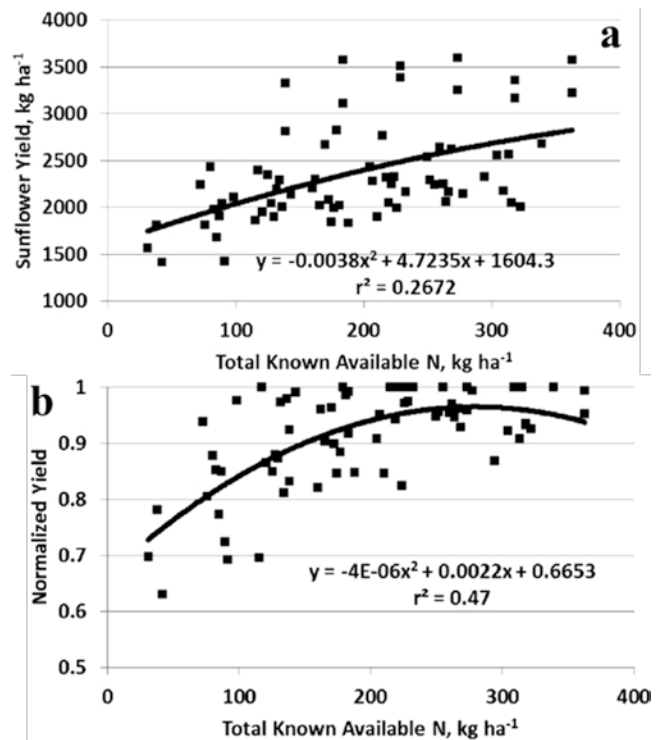 a
4000
3500
3000
2500
2000
1500
1000
Sunflower Yield, kg ha⁻¹
y = -0.0038x² + 4.7235x + 1604.3
r² = 0.2672
0 100 200 300 400
Total Known Available N, kg ha⁻¹
b
1
0.9
0.8
0.7
0.6
0.5
Normalized Yield
y = -4E-06x² + 0.0022x + 0.6653
r² = 0.47
0 100 200 300 400
Total Known Available N, kg ha⁻¹